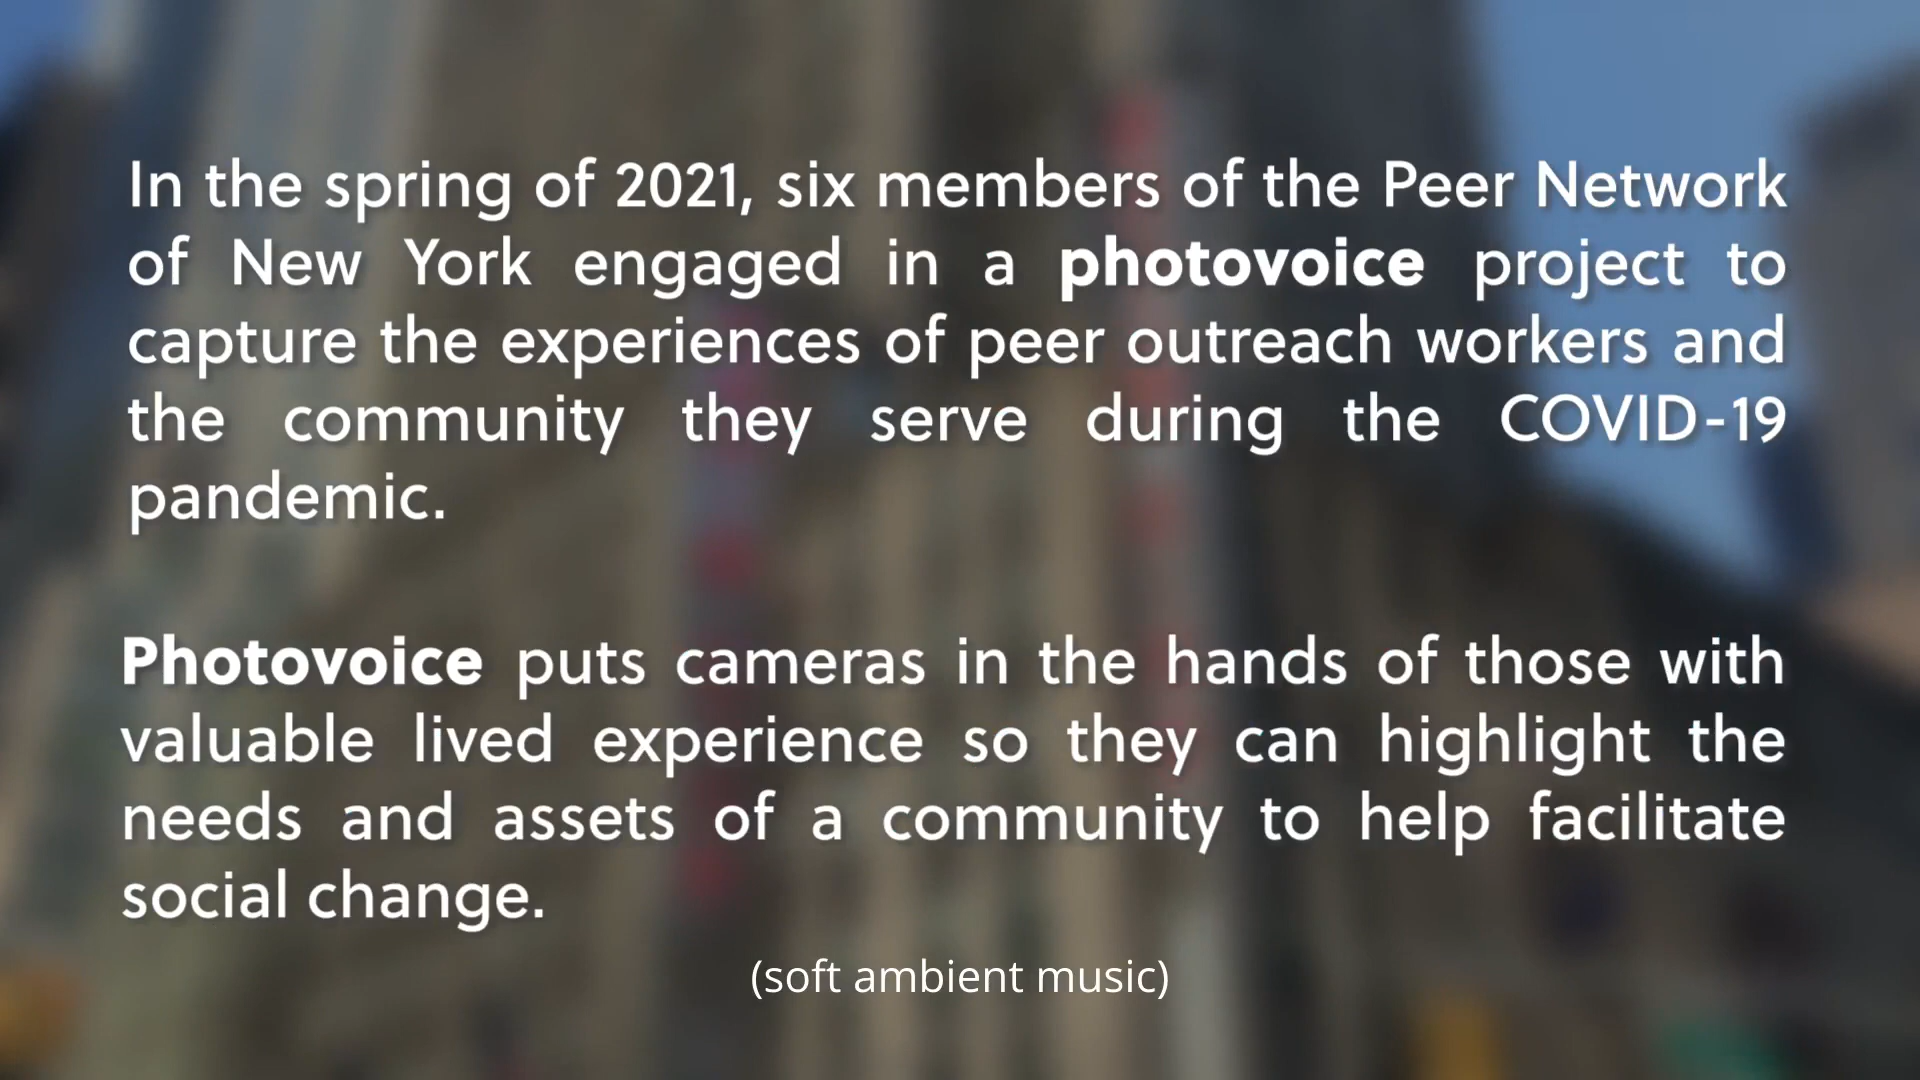 In the spring of 2021, six members of the Peer Network
of New York engaged in a photovoice project to
capture the experiences of peer outreach workers and
the community they serve during the COVID-19
pandemic.
Photovoice puts cameras in the hands of those with
valuable lived experience so they can highlight the
needs and assets of a community to help facilitate
social change.
(soft ambient music)